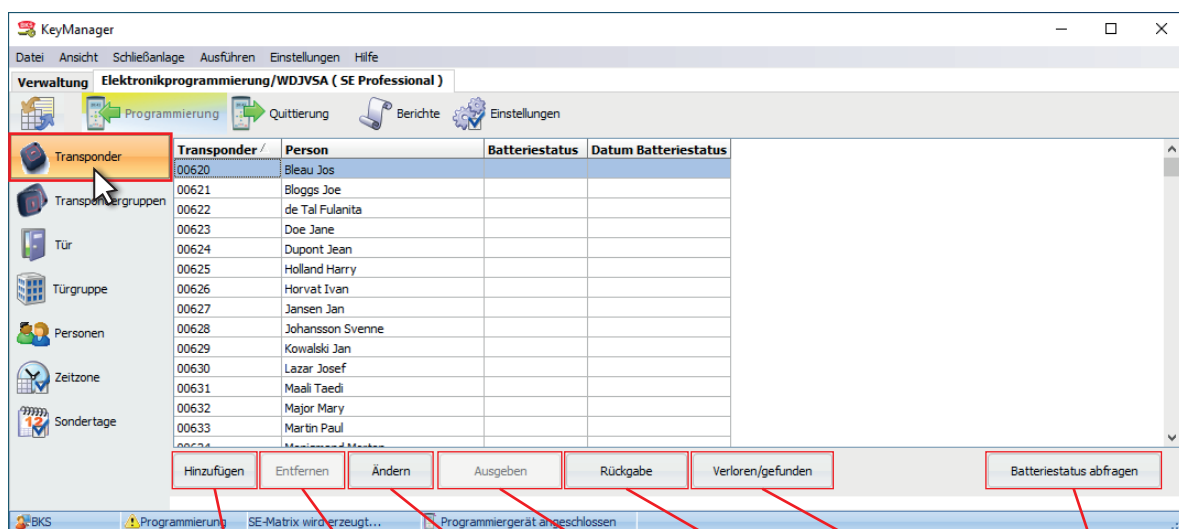 BKS KeyManager
Datei Ansicht Schließanlage Ausführen Einstellungen Hilfe
Verwaltung Elektronikprogrammierung/WDJVSA ( SE Professional )
Programmierung Quittierung Berichte Einstellungen
Transponder
Transpondergruppen
Tür
Türgruppe
Personen
Zeitzone
12 Sondertage
Transponder Person Batteriestatus Datum Batteriestatus
00620 Bleau Jos
00621 Bloggs Joe
00622 de Tal Fulanita
00623 Doe Jane
00624 Dupont Jean
00625 Holland Harry
00626 Horvat Ivan
00627 Jansen Jan
00628 Johansson Svenne
00629 Kowalski Jan
00630 Lazar Josef
00631 Maali Taedi
00632 Major Mary
00633 Martin Paul
Hinzufügen Entfernen Ändern Ausgeben Rückgabe Verloren/gefunden Batteriestatus abfragen
BKS Programmierung SE-Matrix wird erzeugt... Programmiergerät angeschlossen